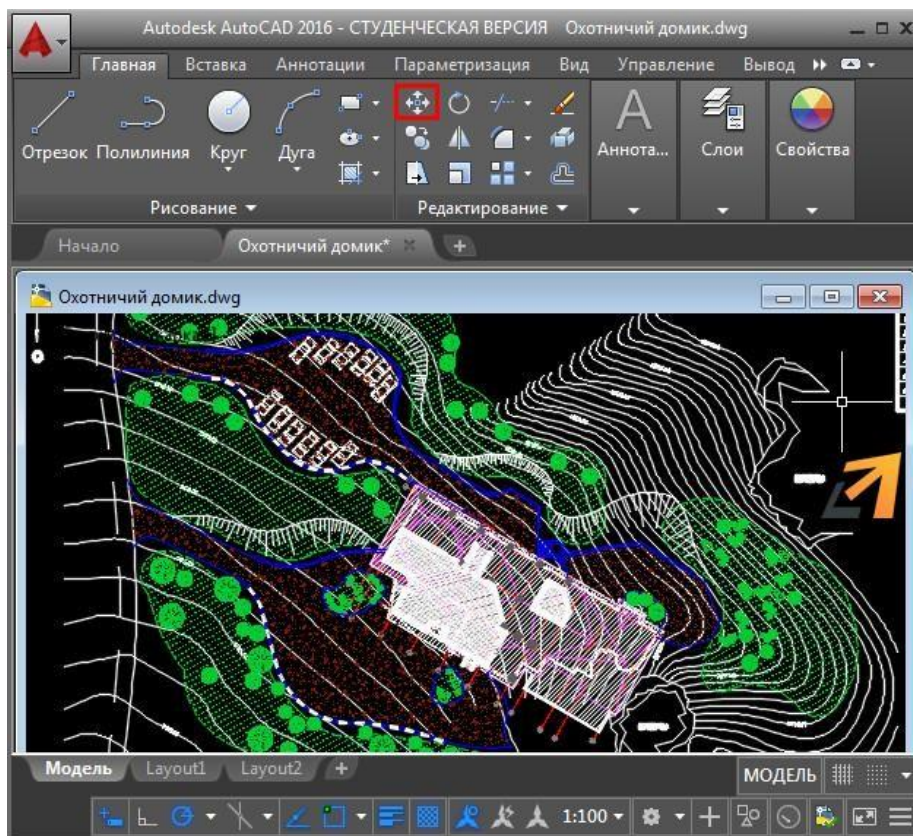 Autodesk AutoCAD 2016 - СТУДЕНЧЕСКАЯ ВЕРСИЯ Охотничий домик.dwg
Главная Вставка Аннотации Параметризация Вид Управление Вывод
Отрезок Полилиния Круг Дуга Аннота... Слои Свойства
Рисование Редактирование
Начало Охотничий домик*
Охотничий домик.dwg
Модель Layout1 Layout2 МОДЕЛЬ
1:100